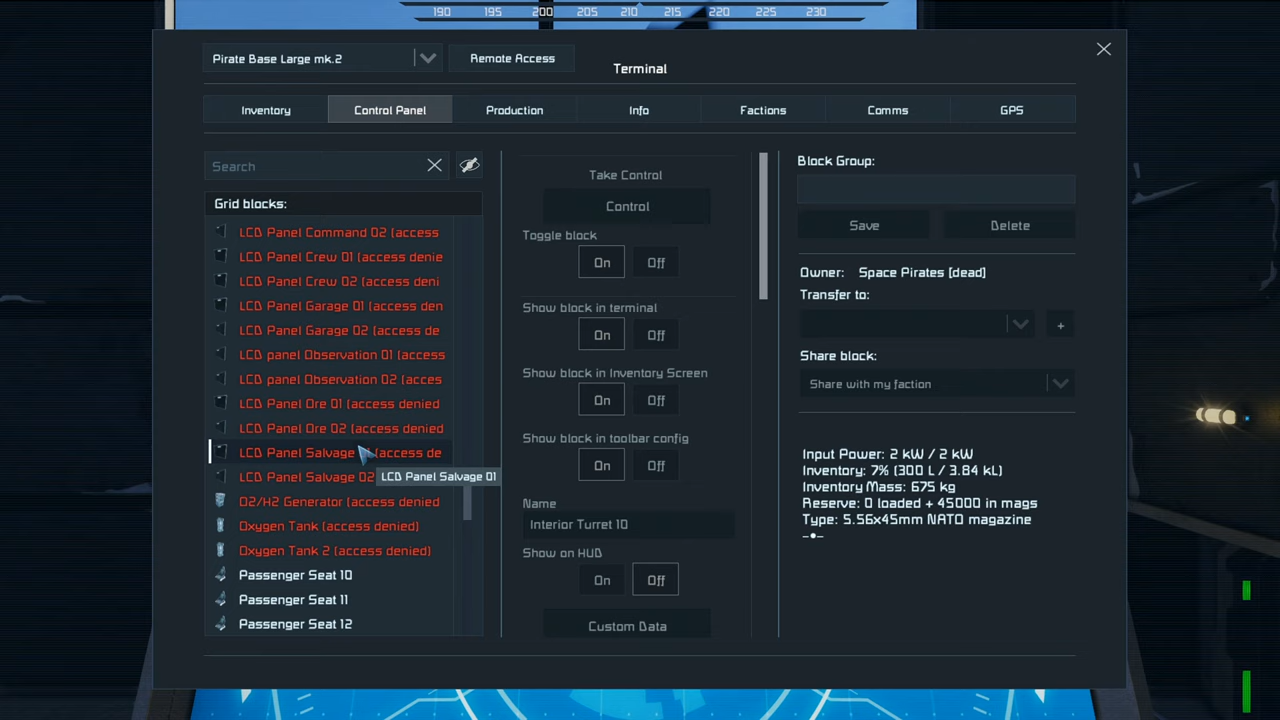 190 195 200 205 210 215 220 225 230
Pirate Base Large mk.2
Remote Access
Terminal
Inventory
Control Panel
Production
Info
Factions
Comms
GPS
Search
Grid blocks:
LCD Panel Command 02 (access
LCD Panel Crew 01 (access denie
LCD Panel Crew 02 (access deni
LCD Panel Garage 01 (access den
LCD Panel Garage 02 (access de
LCD panel Observation 01 (access
LCD panel Observation 02 (acces
LCD Panel Ore 01 (access denied
LCD Panel Ore 02 (access denied
LCD Panel Salvage (access de
LCD Panel Salvage 02
LCD Panel Salvage 01
O2/H2 Generator (access denied
Oxygen Tank (access denied)
Oxygen Tank 2 (access denied)
Passenger Seat 10
Passenger Seat 11
Passenger Seat 12
Take Control
Control
Toggle block
On Off
Show block in terminal
On Off
Show block in Inventory Screen
On Off
Show block in toolbar config
On Off
Name
Interior Turret 10
Show on HUD
On Off
Custom Data
Block Group:
Save
Delete
Owner: Space Pirates [dead]
Transfer to:
+
Share block:
Share with my faction
Input Power: 2 kW / 2 kW
Inventory: 7% (300 L / 3.84 kL)
Inventory Mass: 675 kg
Reserve: 0 loaded + 45000 in mags
Type: 5.56x45mm NATO magazine